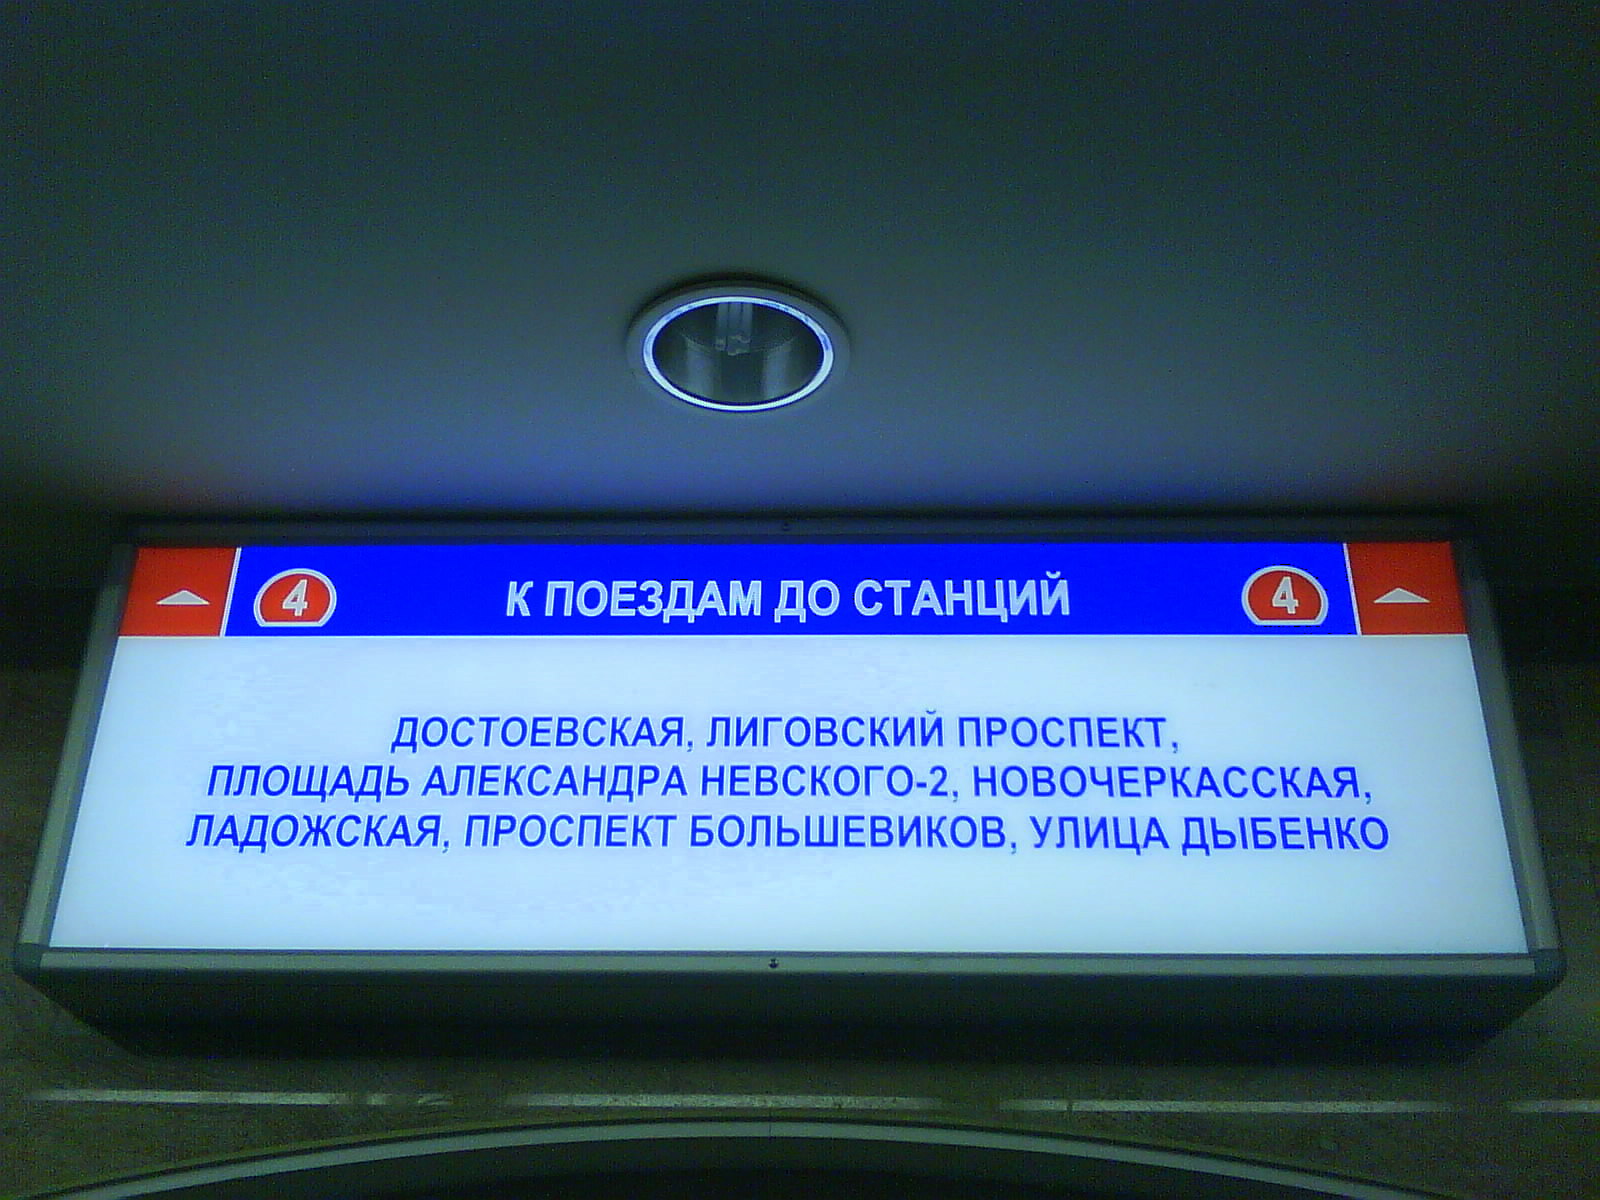 4 К ПОЕЗДАМ ДО СТАНЦИЙ 4
ДОСТОЕВСКАЯ, ЛИГОВСКИЙ ПРОСПЕКТ,
ПЛОЩАДЬ АЛЕКСАНДРА НЕВСКОГО-2, НОВОЧЕРКАССКАЯ,
ЛАДОЖСКАЯ, ПРОСПЕКТ БОЛЬШЕВИКОВ, УЛИЦА ДЫБЕНКО